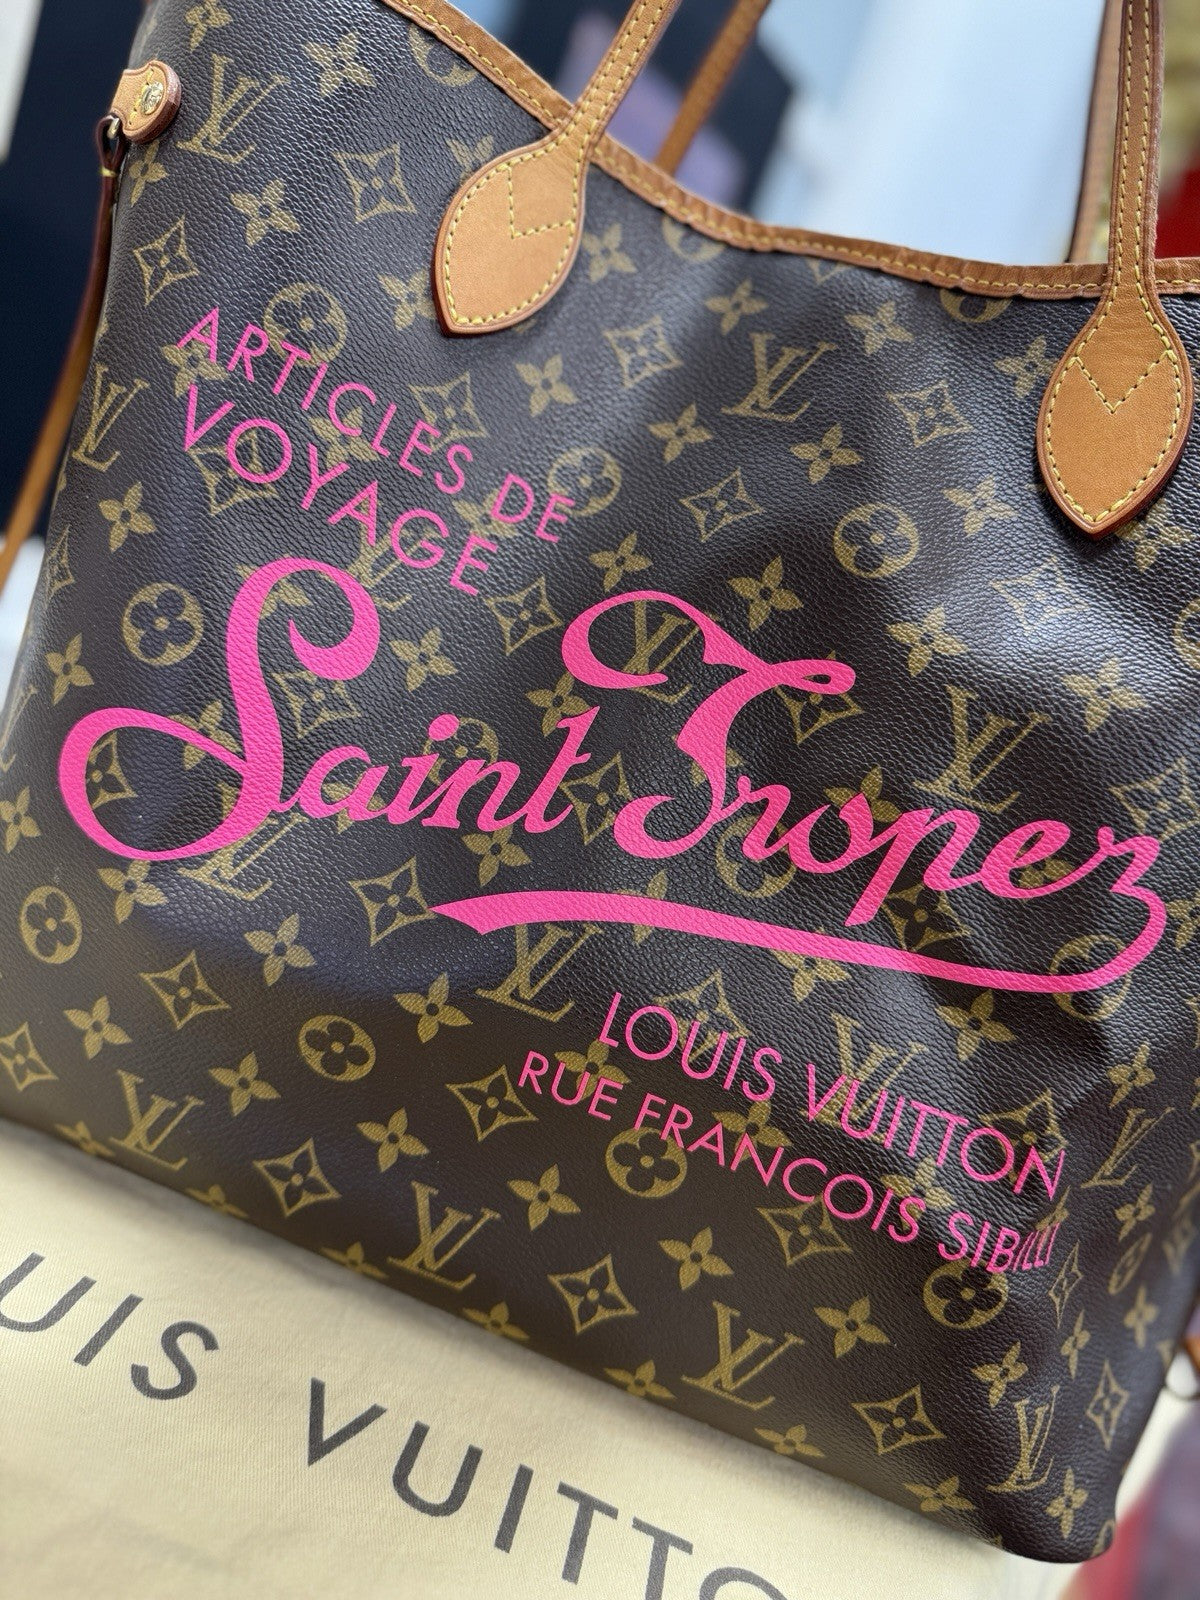 ARTICLES DE
VOYAGE
Saint Tropez
LOUIS VUITTON
RUE FRANCOIS SIBILLI
UIS VUITTO